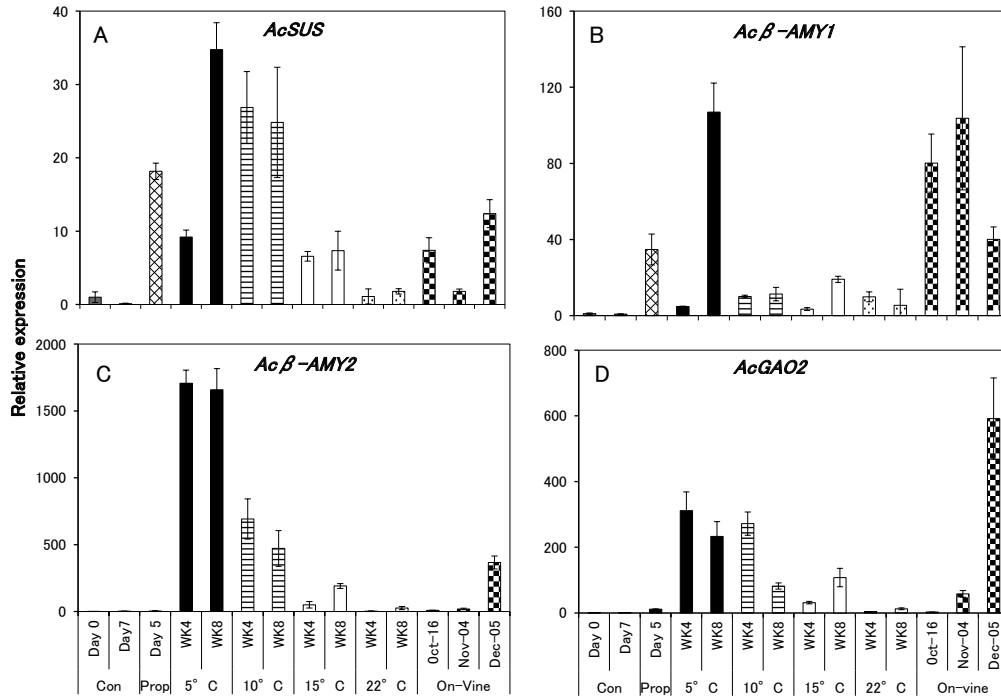 A AcSUS
40
30
20
10
0
B Acβ-AMY1
160
120
80
40
0
Relative expression
C Acβ-AMY2
2000
1500
1000
500
0
D AcGAO2
800
600
400
200
0
Day 0 Day7 Day 5 WK4 WK8 WK4 WK8 WK4 WK8 WK4 WK8 Oct-16 Nov-04 Dec-05
Con Prop 5° C 10° C 15° C 22° C On-Vine
Day 0 Day7 Day 5 WK4 WK8 WK4 WK8 WK4 WK8 WK4 WK8 Oct-16 Nov-04 Dec-05
Con Prop 5° C 10° C 15° C 22° C On-vine